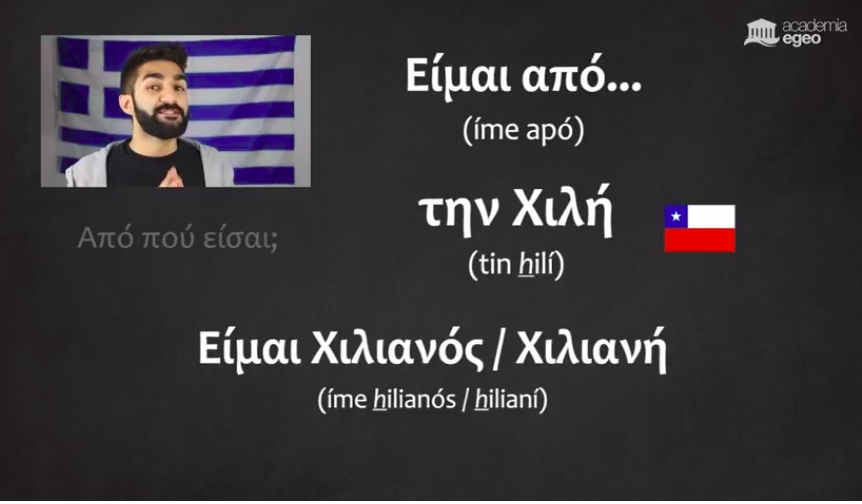 academia
egeo
Είμαι από...
(íme apó)
την Χιλή
(tin hilí)
Από πού είσαι;
Είμαι Χιλιανός / Χιλιανή
(íme hilianós / hilianí)